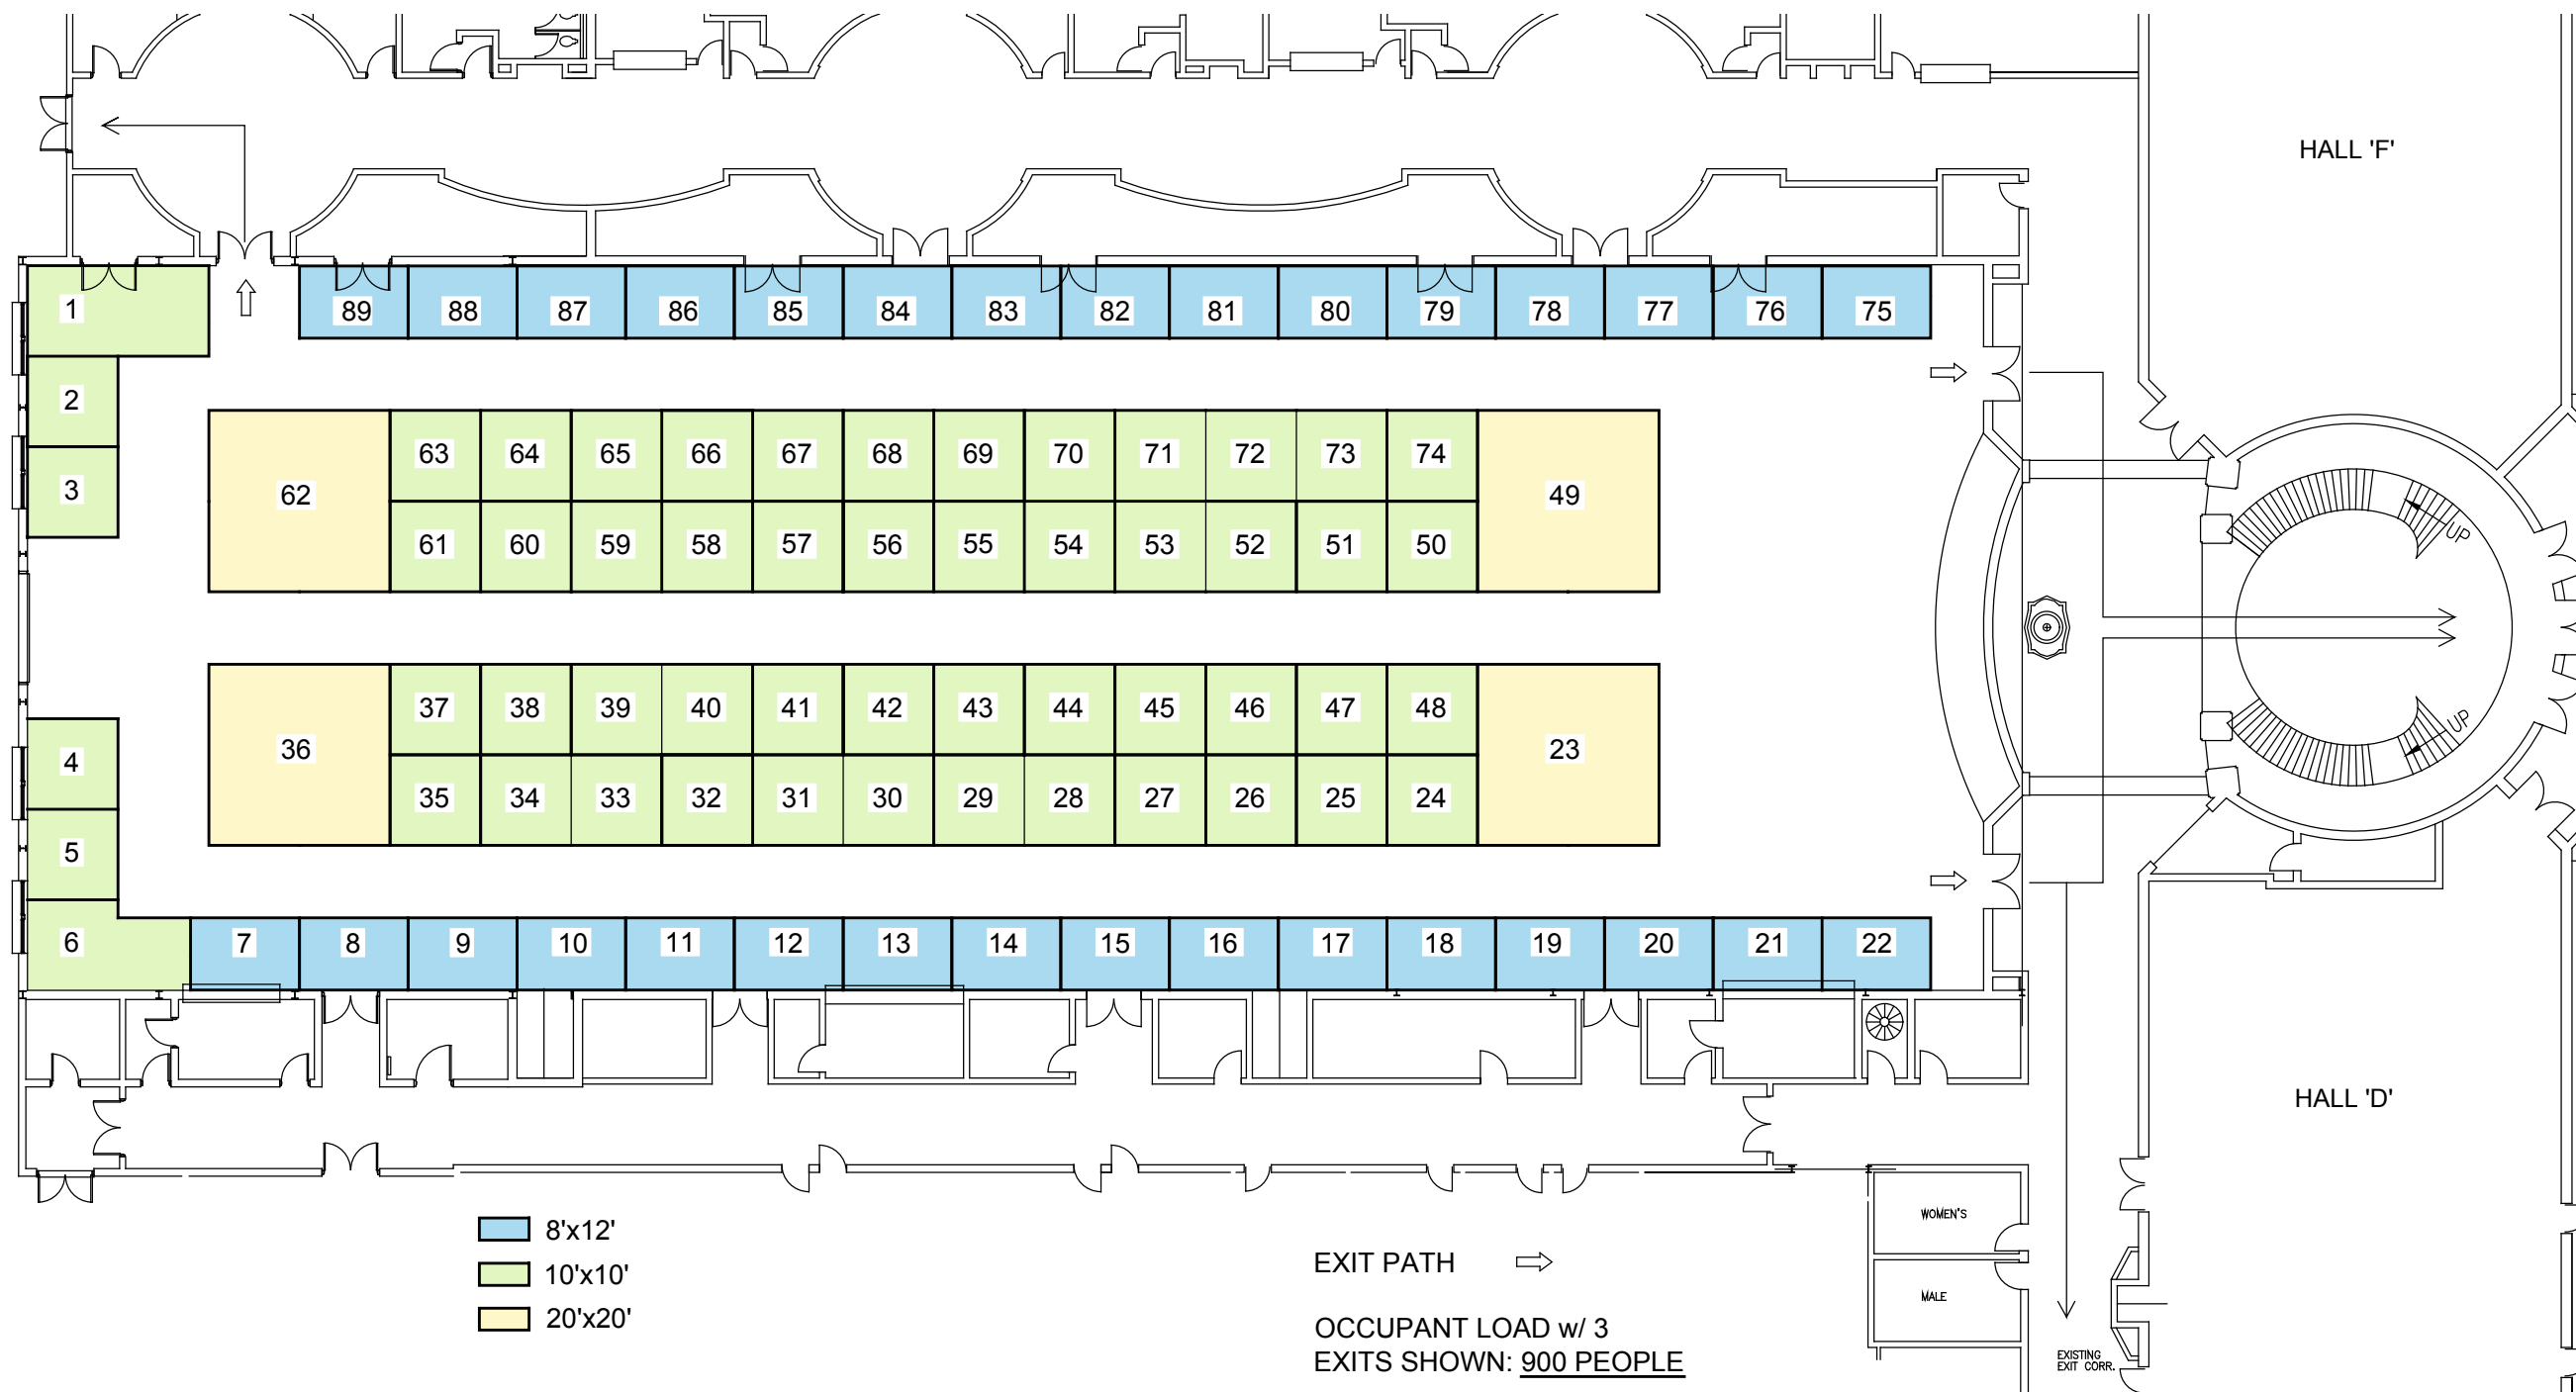 HALL 'F'
1
89 88 87 86 85 84 83 82 81 80 79 78 77 76 75
2
63 64 65 66 67 68 69 70 71 72 73 74
3
62
49
61 60 59 58 57 56 55 54 53 52 51 50
UP
37 38 39 40 41 42 43 44 45 46 47 48
UP
36
23
4
35 34 33 32 31 30 29 28 27 26 25 24
5
6 7 8 9 10 11 12 13 14 15 16 17 18 19 20 21 22
HALL 'D'
WOMEN'S
8'x12'
EXIT PATH
10'x10'
MALE
20'x20'
OCCUPANT LOAD w/ 3
EXITS SHOWN: 900 PEOPLE
EXISTING
EXIT CORR.